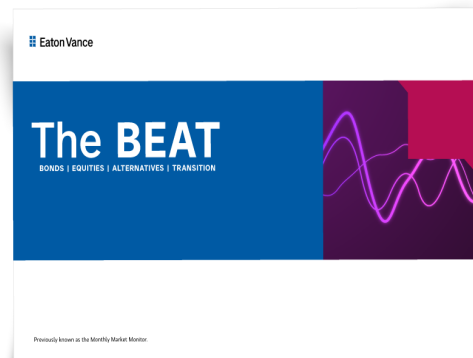 Eaton Vance
The BEAT
BONDS | EQUITIES | ALTERNATIVES | TRANSITION
Previously known as the Monthly Market Monitor.